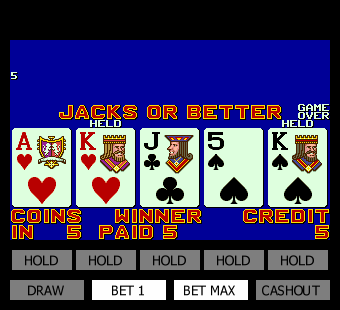 5
JACKS OR BETTER GAME OVER
HELD HELD
A K J 5 K
COINS WINNER CREDIT
IN 5 PAID 5 5
HOLD HOLD HOLD HOLD HOLD
DRAW BET 1 BET MAX CASHOUT